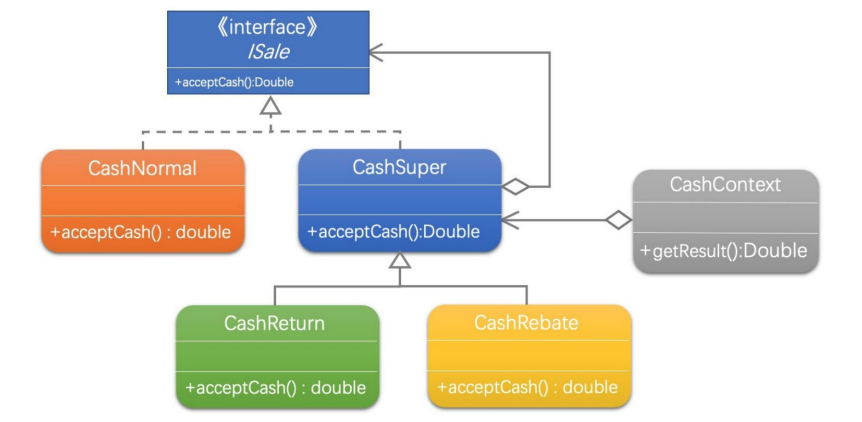 《interface》
ISale
+acceptCash():Double
CashNormal
+acceptCash() : double
CashSuper
+acceptCash():Double
CashContext
+getResult():Double
CashReturn
+acceptCash() : double
CashRebate
+acceptCash() : double